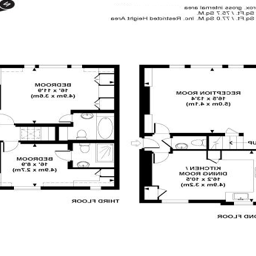 rox. gross internal area
Sq.Ft / 75.7 Sq.M.
Sq.Ft / 77.0 Sq.M.
Inc. Restricted Height Area
BEDROOM
16' x 11'9
(4.9m x 3.6m)
BEDROOM
16' x 8'9
(4.9m x 2.7m)
THIRD FLOOR
RECEPTION ROOM
16'5 x 13'4
(5.0m x 4.1m)
UP
KITCHEN /
DINING ROOM
16'2 x 10'5
(4.9m x 3.2m)
OND FLOOR